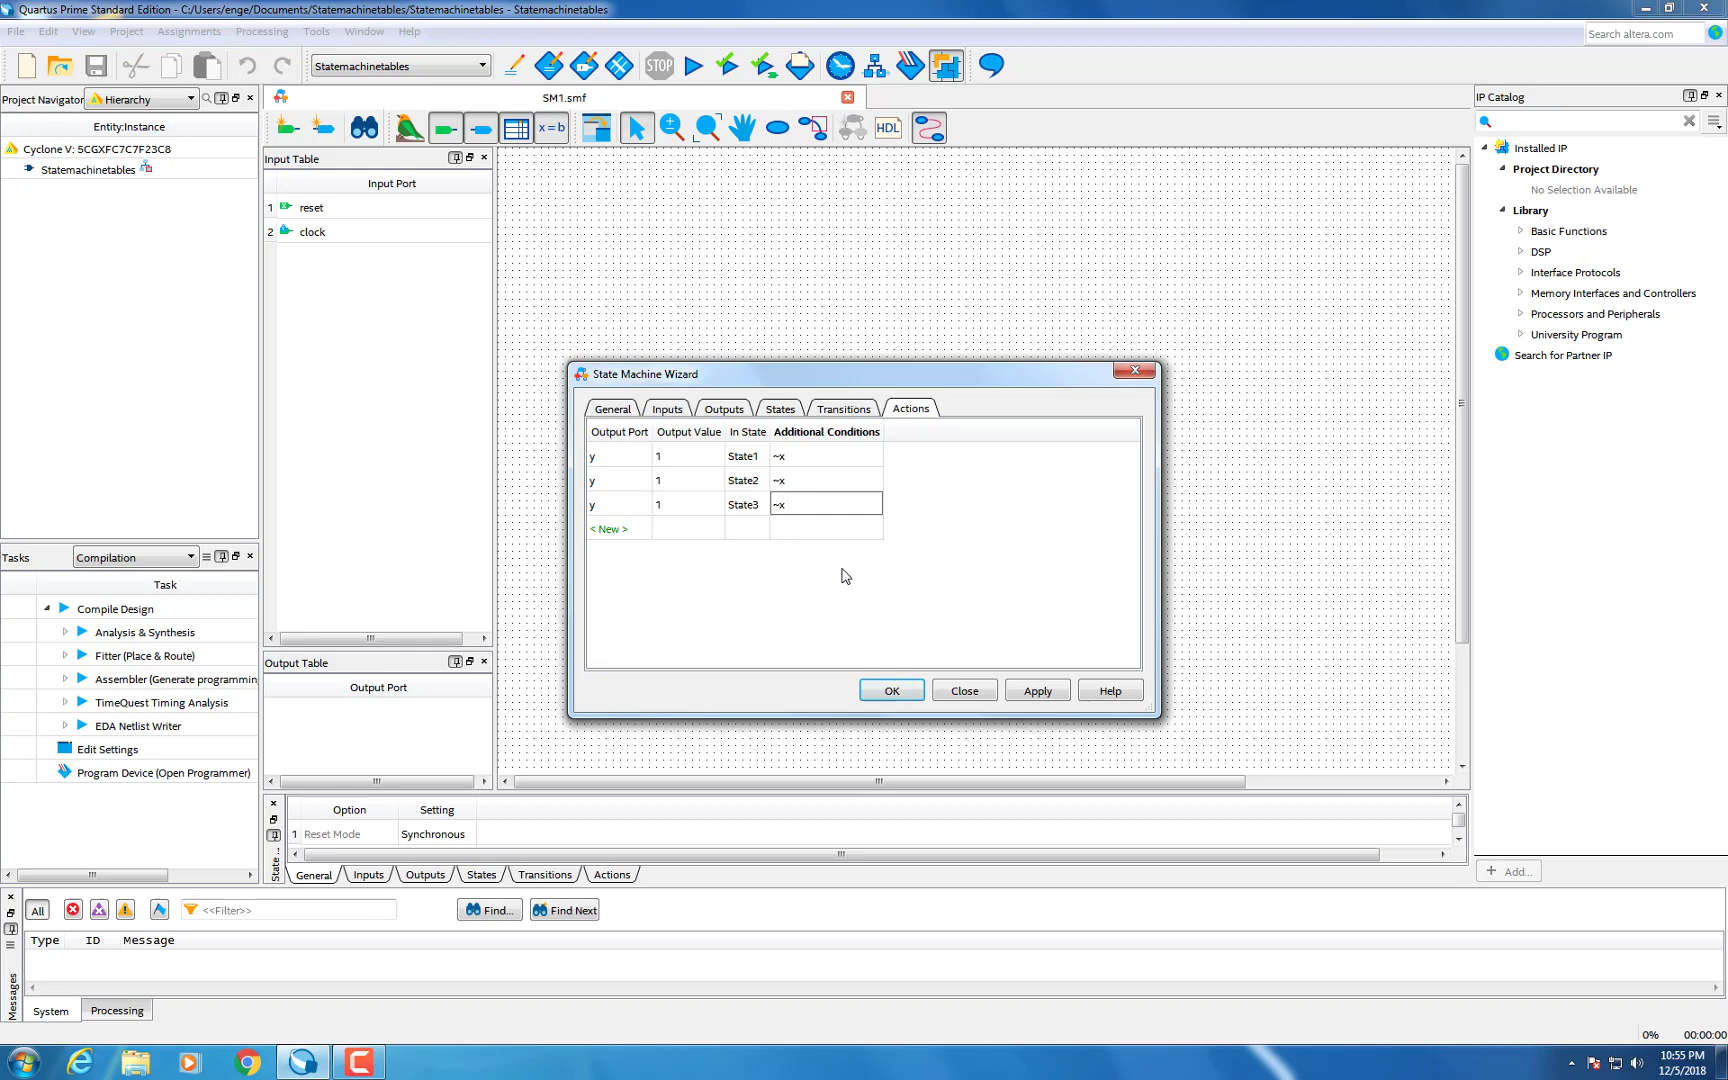 Quartus Prime Standard Edition - C:/Users/enge/Documents/Statemachinetables/Statemachinetables - Statemachinetables
File Edit View Project Assignments Processing Tools Window Help
Search altera.com
Statemachinetables
STOP
Project Navigator Hierarchy
Entity:Instance
Cyclone V: 5CGXFC7C7F23C8
Statemachinetables
SM1.smf
x=b
HDL
Input Table
Input Port
1 reset
2 clock
Output Table
Output Port
IP Catalog
Installed IP
Project Directory
No Selection Available
Library
Basic Functions
DSP
Interface Protocols
Memory Interfaces and Controllers
Processors and Peripherals
University Program
Search for Partner IP
+ Add...
State Machine Wizard
General Inputs Outputs States Transitions Actions
Output Port Output Value In State Additional Conditions
y 1 State1 ~x
y 1 State2 ~x
y 1 State3 ~x
< New >
OK Close Apply Help
Tasks Compilation
Task
Compile Design
Analysis & Synthesis
Fitter (Place & Route)
Assembler (Generate programmin
TimeQuest Timing Analysis
EDA Netlist Writer
Edit Settings
Program Device (Open Programmer)
State ...
Option Setting
1 Reset Mode Synchronous
General Inputs Outputs States Transitions Actions
All <<Filter>> Find... Find Next
Type ID Message
Messages
System Processing
0% 00:00:00
10:55 PM
12/5/2018